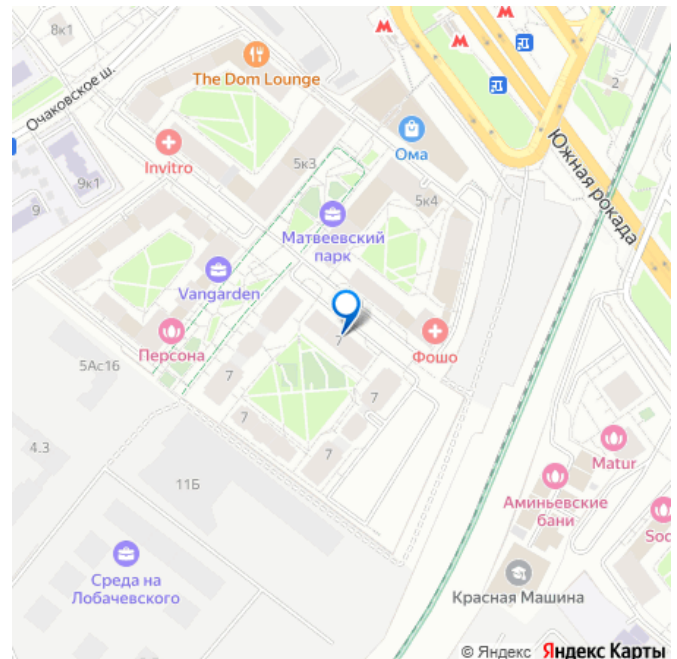 8к1
М
М
The Dom Lounge
2
Очаковское ш.
Ома
Южная рокада
Invitro
5к3
9к1
5к4
9
Матвеевский
парк
Vangarden
Персона
7
Фошо
5Ас16
7
7
7
7
4.3
11Б
Matur
Аминьевские
бани
Soc
Среда на
Лобачевского
Красная Машина
© Яндекс Яндекс Карты